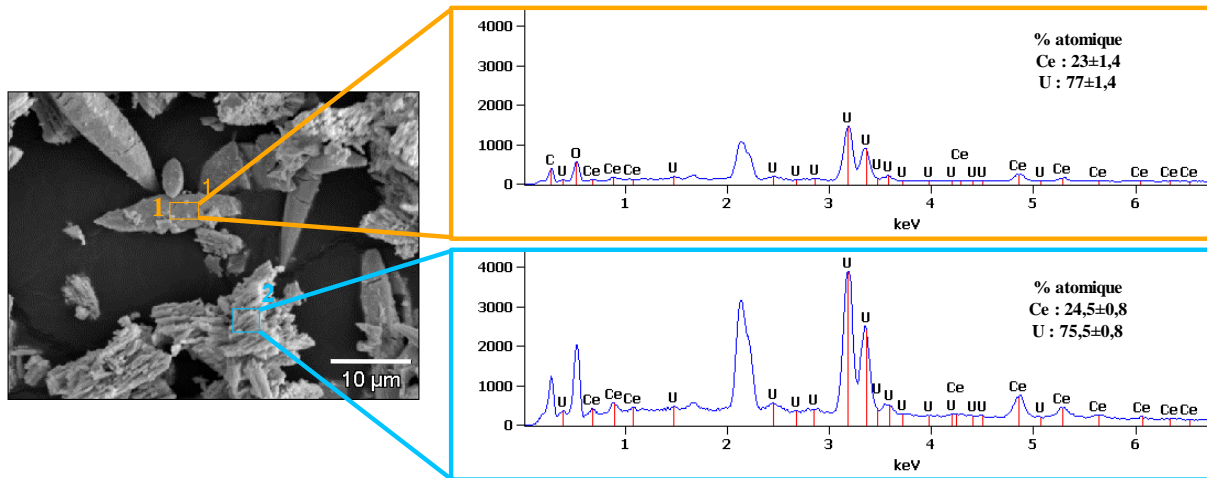 1
1
2
10 µm
4000
3000
2000
1000
0
% atomique
Ce : 23±1,4
U : 77±1,4
C U O Ce Ce Ce U U U U U U U U U U Ce U U Ce U Ce Ce Ce Ce Ce
1 2 3 4 5 6
keV
4000
3000
2000
1000
0
% atomique
Ce : 24,5±0,8
U : 75,5±0,8
U Ce Ce Ce U U U U U U U U U U U Ce U U Ce U Ce Ce Ce Ce Ce
1 2 3 4 5 6
keV